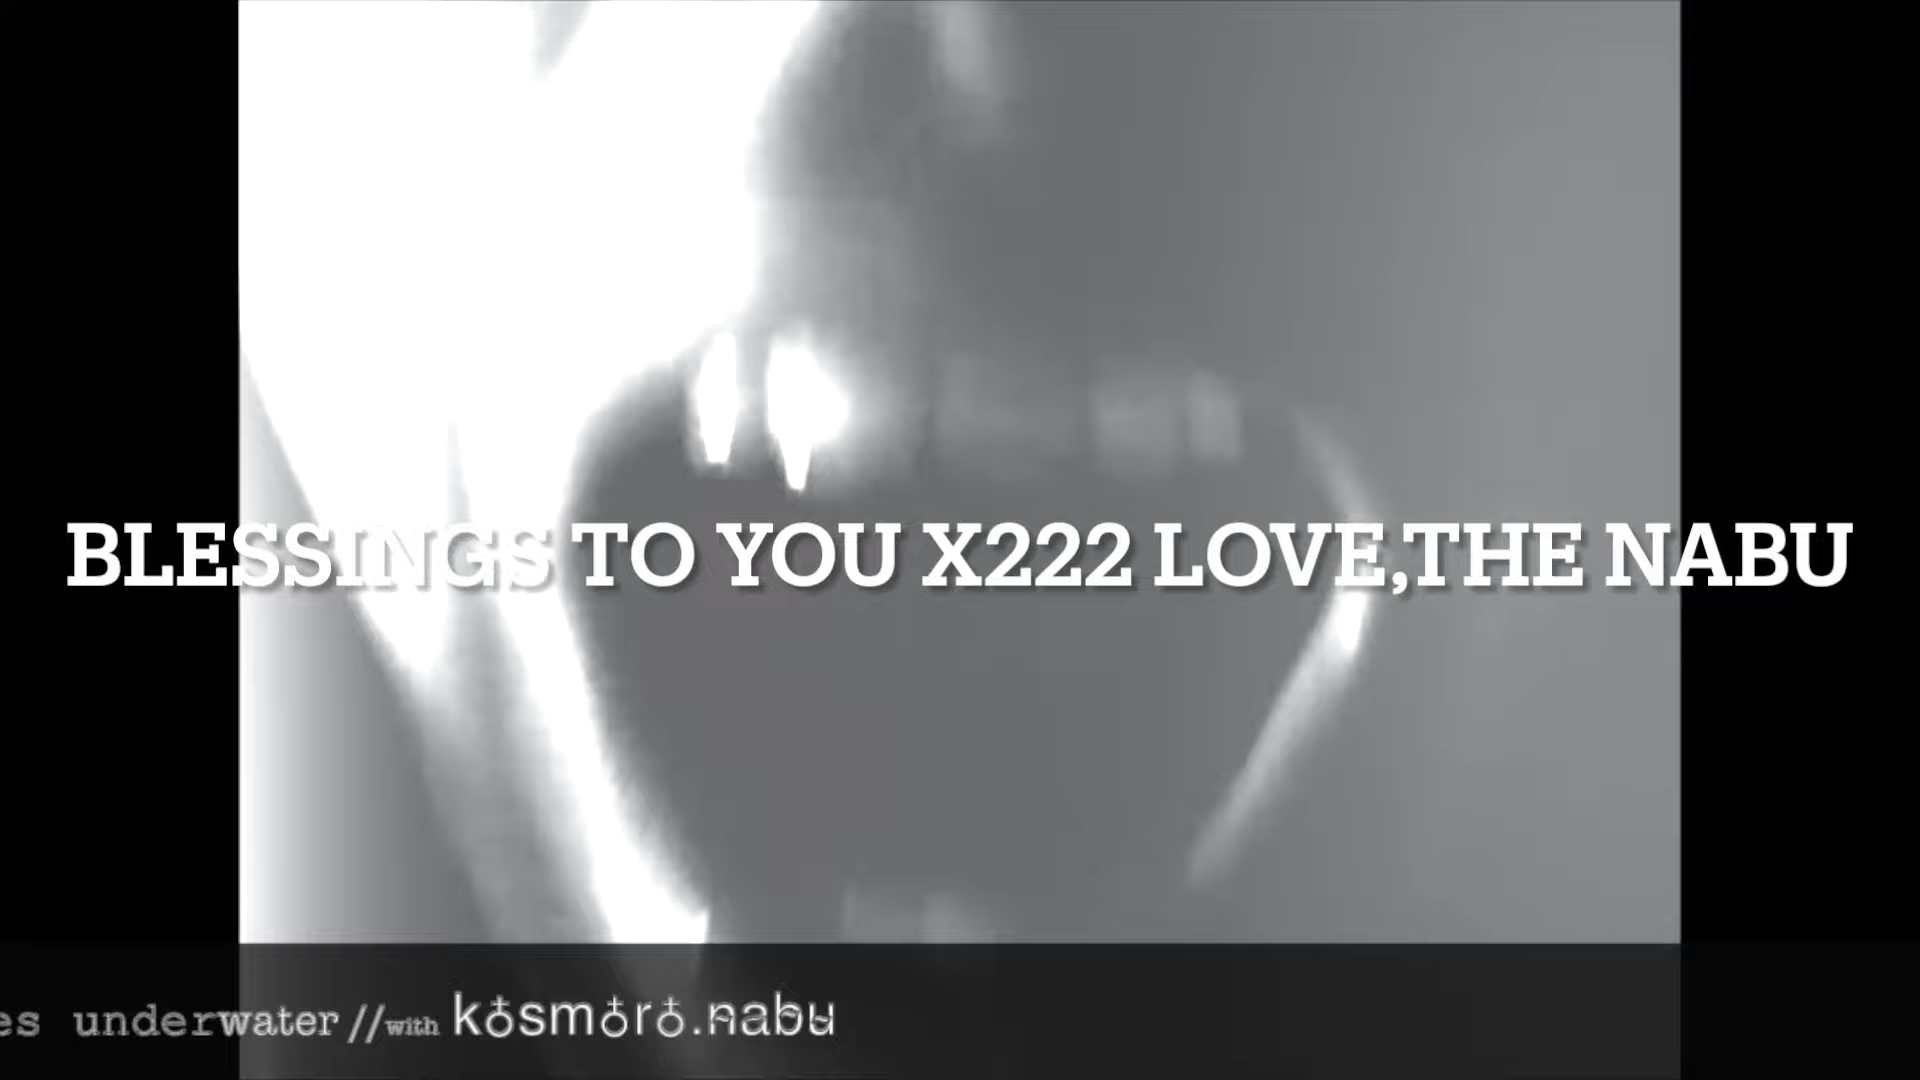 BLESSINGS TO YOU X222 LOVE,THE NABU
es underwater //with kosmoro.nabu